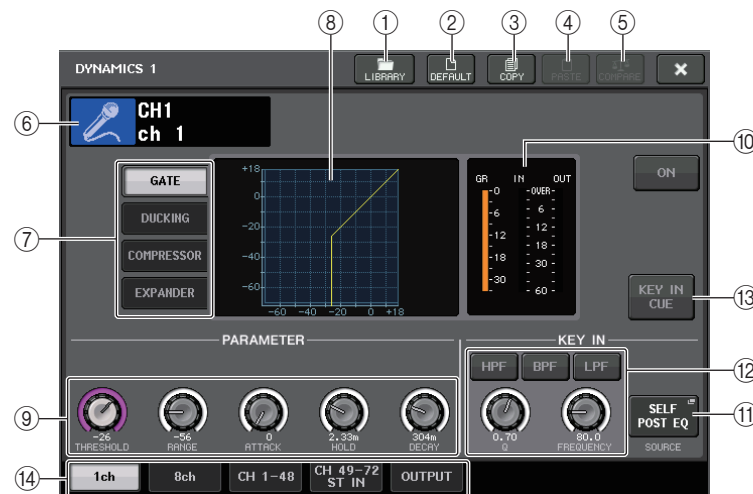 ⑧ ① ② ③ ④ ⑤
DYNAMICS 1
LIBRARY DEFAULT COPY PASTE COMPARE
⑥ CH1
ch 1
⑩
⑦
GATE
DUCKING
COMPRESSOR
EXPANDER
+18
0
-20
-40
-60
-60 -40 -20 0 +18
GR IN OUT
-0 -OVER-
-6 - 6 -
-12 - 12 -
-18 - 18 -
-30 - 30 -
- 60 -
ON
KEY IN
CUE
⑬
PARAMETER
KEY IN
HPF BPF LPF
⑫
⑨
-26 -56 0 2.33m 304m
THRESHOLD RANGE ATTACK HOLD DECAY
0.70 80.0
Q FREQUENCY
SELF
POST EQ
SOURCE
⑪
⑭
1ch 8ch CH 1-48 CH 49-72
ST IN OUTPUT